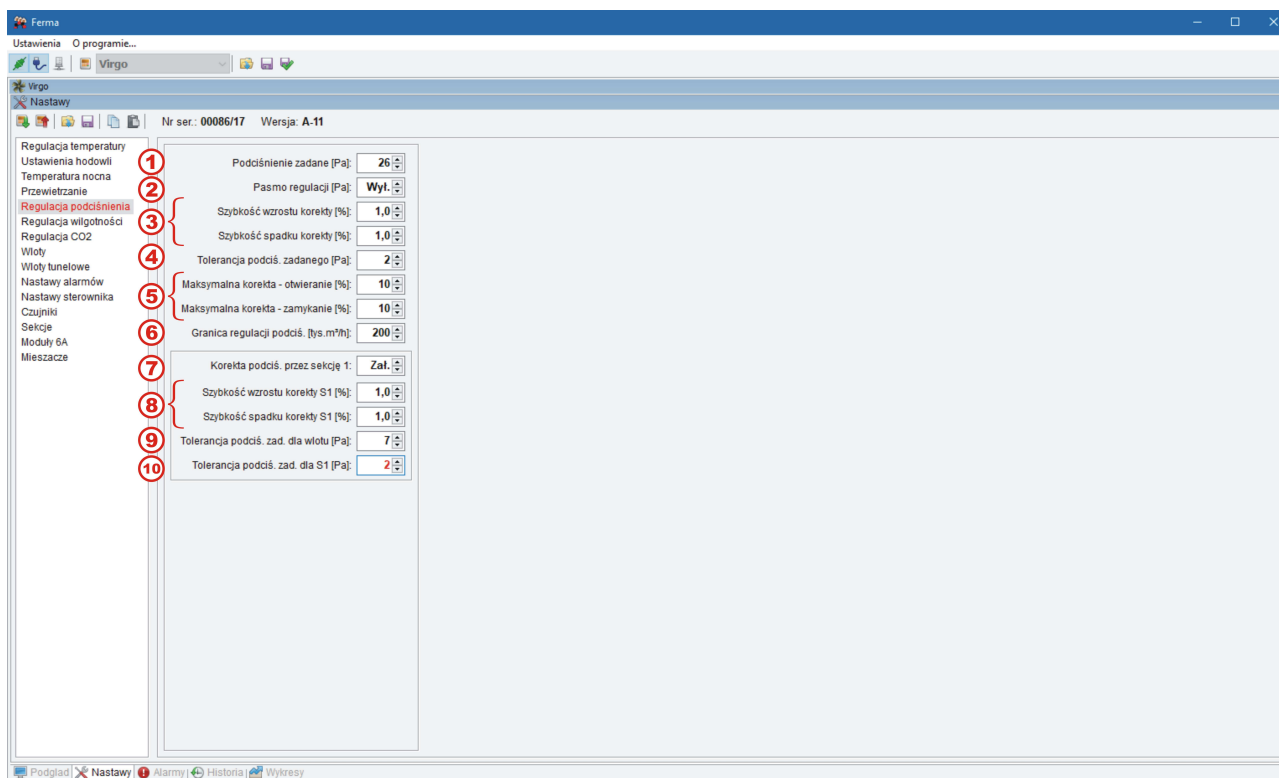 Ferma
Ustawienia O programie...
Virgo
Virgo
Nastawy
Nr ser.: 00086/17 Wersja: A-11
Regulacja temperatury
Ustawienia hodowli
Temperatura nocna
Przewietrzanie
Regulacja podciśnienia
Regulacja wilgotności
Regulacja CO2
Wloty
Wloty tunelowe
Nastawy alarmów
Nastawy sterownika
Czujniki
Sekcje
Moduły 6A
Mieszacze
1 Podciśnienie zadane [Pa]: 26
2 Pasmo regulacji [Pa]: Wył.
3 Szybkość wzrostu korekty [%]: 1,0
Szybkość spadku korekty [%]: 1,0
4 Tolerancja podciś. zadanego [Pa]: 2
5 Maksymalna korekta - otwieranie [%]: 10
Maksymalna korekta - zamykanie [%]: 10
6 Granica regulacji podciś. [tys.m³/h]: 200
7 Korekta podciś. przez sekcję 1: Zał.
8 Szybkość wzrostu korekty S1 [%]: 1,0
Szybkość spadku korekty S1 [%]: 1,0
9 Tolerancja podciś. zad. dla wlotu [Pa]: 7
10 Tolerancja podciś. zad. dla S1 [Pa]: 2
Podgląd Nastawy Alarmy Historia Wykresy